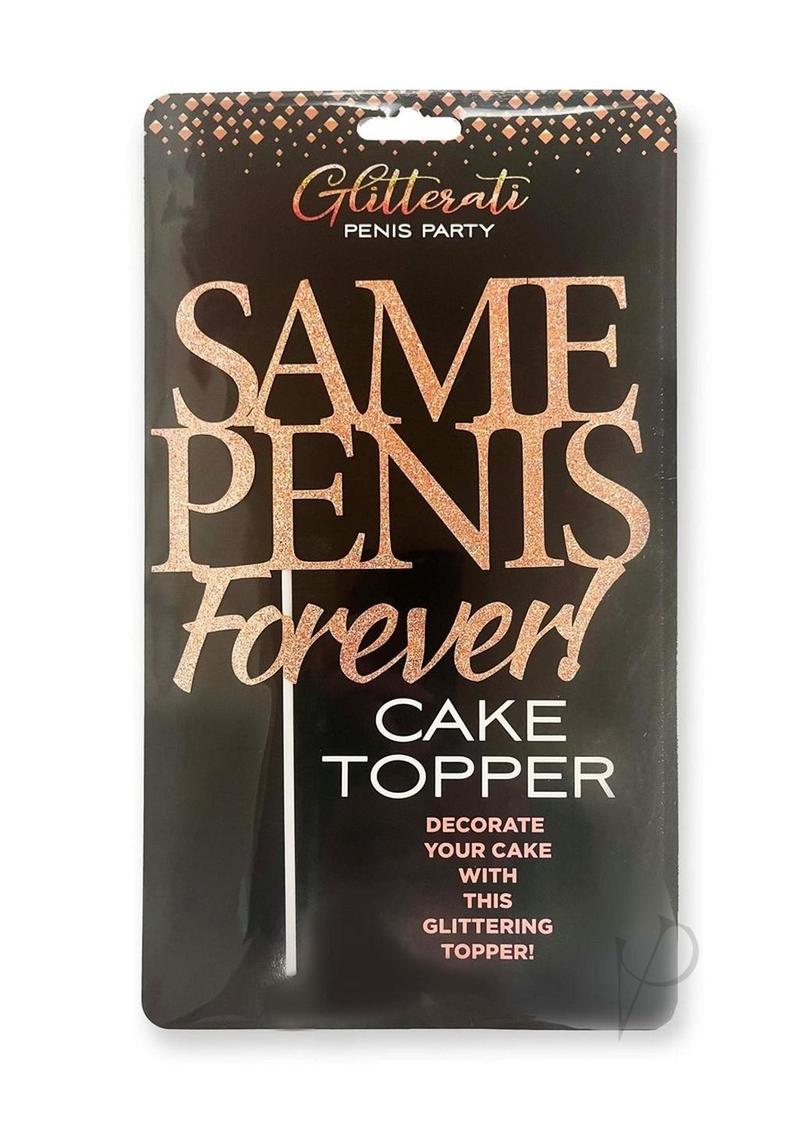 Glitterati
PENIS PARTY
SAME
PENIS
Forever!
CAKE
TOPPER
DECORATE
YOUR CAKE
WITH
THIS
GLITTERING
TOPPER!